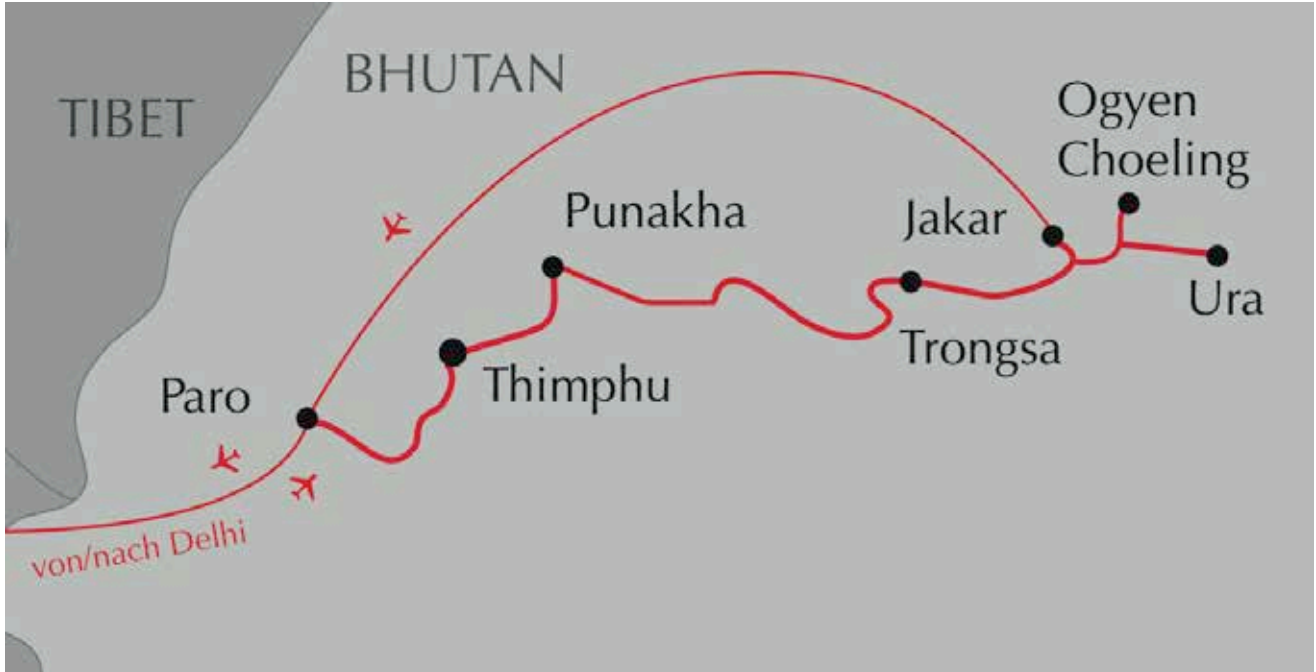 BHUTAN
TIBET
Ogyen
Choeling
Punakha
Jakar
Ura
Trongsa
Thimphu
Paro
von/nach Delhi